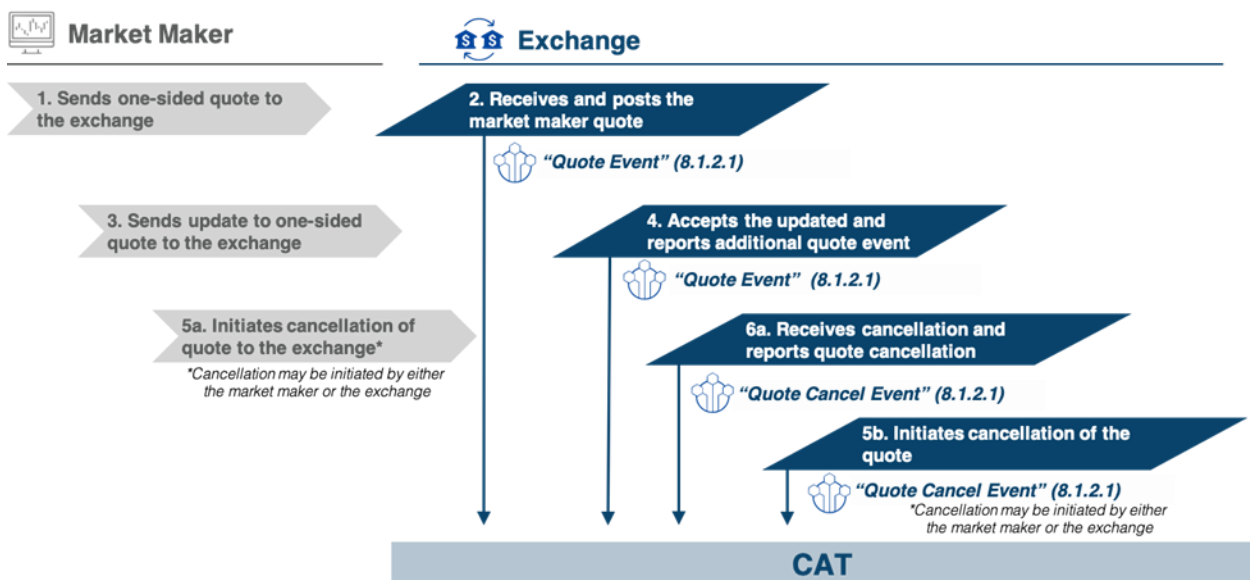 Market Maker
Exchange
1. Sends one-sided quote to
the exchange
2. Receives and posts the
market maker quote
“Quote Event” (8.1.2.1)
3. Sends update to one-sided
quote to the exchange
4. Accepts the updated and
reports additional quote event
“Quote Event” (8.1.2.1)
5a. Initiates cancellation of
quote to the exchange*
*Cancellation may be initiated by either
the market maker or the exchange
6a. Receives cancellation and
reports quote cancellation
“Quote Cancel Event” (8.1.2.1)
5b. Initiates cancellation of the
quote
“Quote Cancel Event” (8.1.2.1)
*Cancellation may be initiated by either
the market maker or the exchange
CAT